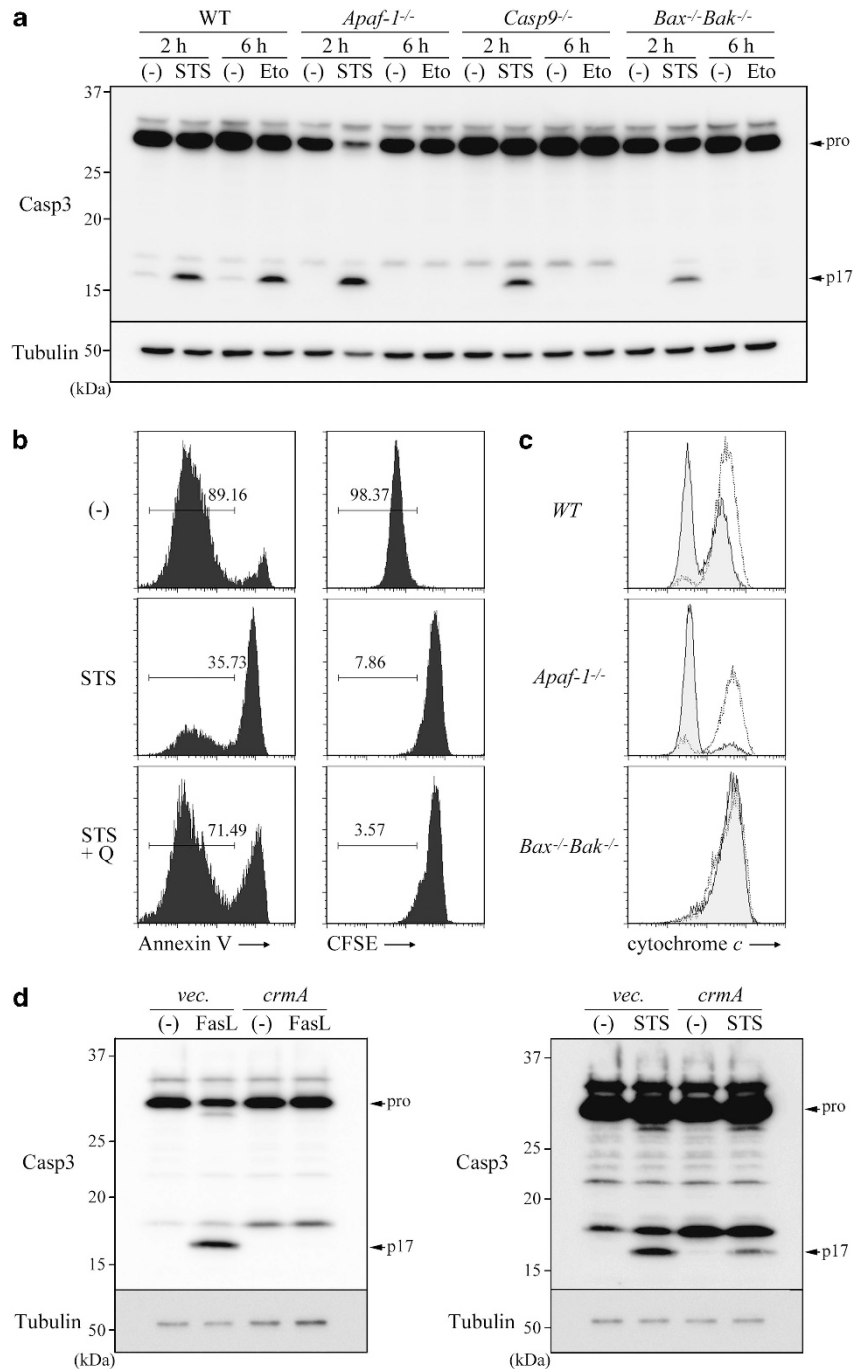 a
WT Apaf-1-/- Casp9-/- Bax-/-Bak-/-
2 h 6 h 2 h 6 h 2 h 6 h 2 h 6 h
(-) STS (-) Eto (-) STS (-) Eto (-) STS (-) Eto (-) STS (-) Eto
37
pro
25
Casp3
20
p17
15
Tubulin 50
(kDa)
b
(-)
89.16
98.37
STS
35.73
7.86
STS
+ Q
71.49
3.57
Annexin V
CFSE
c
WT
Apaf-1-/-
Bax-/-Bak-/-
cytochrome c
d
vec. crmA
(-) FasL (-) FasL
37
pro
25
Casp3
20
p17
15
Tubulin
50
(kDa)
vec. crmA
(-) STS (-) STS
37
pro
25
Casp3
20
p17
15
Tubulin
50
(kDa)